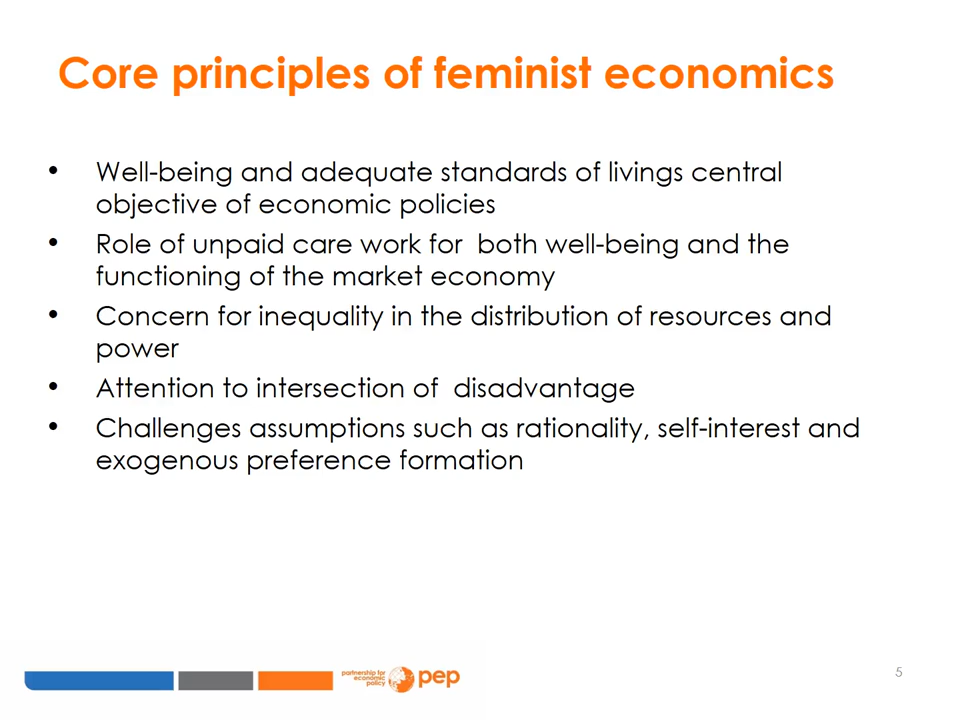 Core principles of feminist economics
• Well-being and adequate standards of livings central
objective of economic policies
• Role of unpaid care work for  both well-being and the
functioning of the market economy
• Concern for inequality in the distribution of resources and
power
• Attention to intersection of  disadvantage
• Challenges assumptions such as rationality, self-interest and
exogenous preference formation
partnership for
economic
policy
pep
5